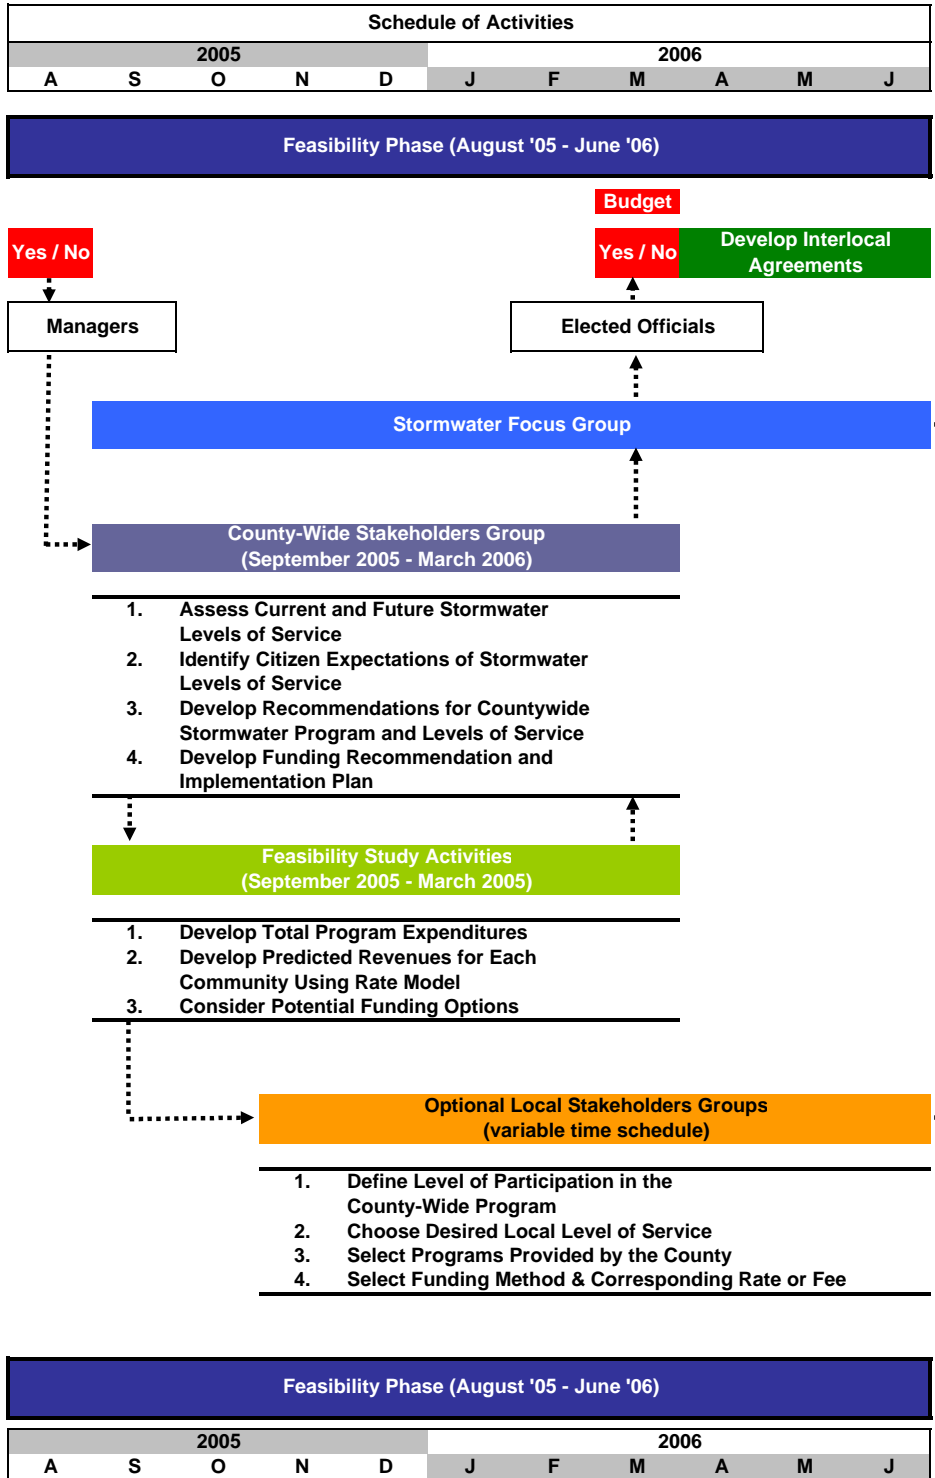 Schedule of Activities
2005 2006
A S O N D J F M A M J
Feasibility Phase (August '05 - June '06)
Budget
Yes / No Yes / No Develop Interlocal
Agreements
Managers Elected Officials
Stormwater Focus Group
County-Wide Stakeholders Group
(September 2005 - March 2006)
1. Assess Current and Future Stormwater
Levels of Service
2. Identify Citizen Expectations of Stormwater
Levels of Service
3. Develop Recommendations for Countywide
Stormwater Program and Levels of Service
4. Develop Funding Recommendation and
Implementation Plan
Feasibility Study Activities
(September 2005 - March 2005)
1. Develop Total Program Expenditures
2. Develop Predicted Revenues for Each
Community Using Rate Model
3. Consider Potential Funding Options
Optional Local Stakeholders Groups
(variable time schedule)
1. Define Level of Participation in the
County-Wide Program
2. Choose Desired Local Level of Service
3. Select Programs Provided by the County
4. Select Funding Method & Corresponding Rate or Fee
Feasibility Phase (August '05 - June '06)
2005 2006
A S O N D J F M A M J